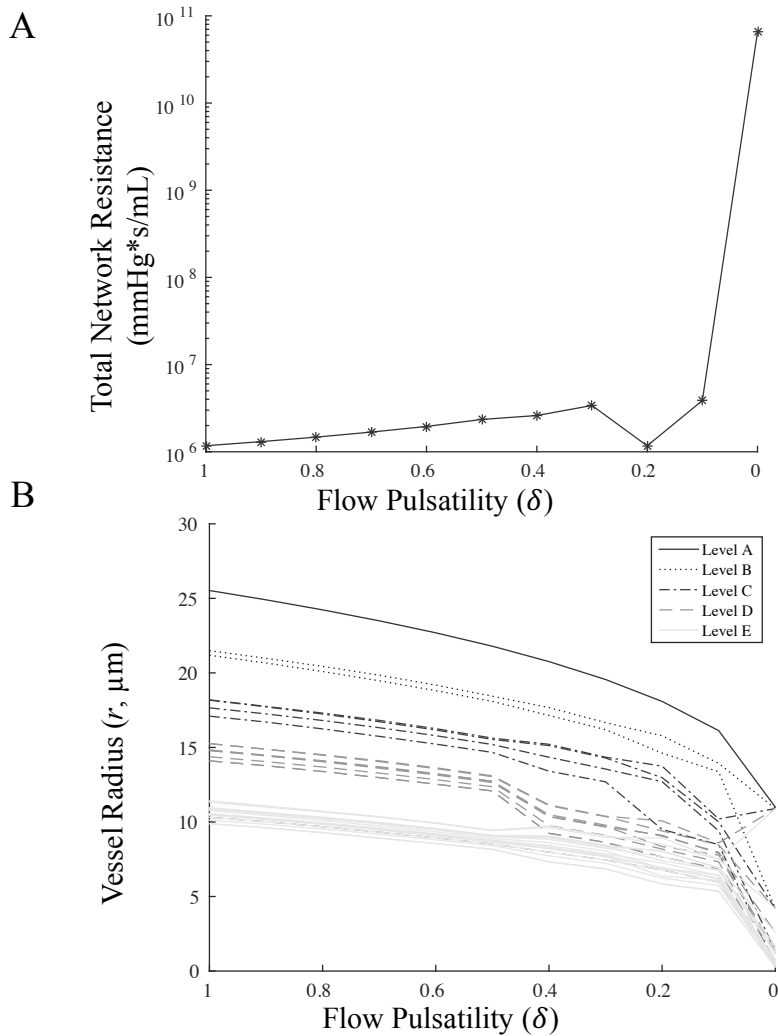 A
Total Network Resistance
(mmHg*s/mL)
10 11
10 10
10 9
10 8
10 7
10 6
1
0.8
0.6
0.4
0.2
0
Flow Pulsatility (δ)
B
Vessel Radius (r, µm)
30
25
20
15
10
5
0
Level A
Level B
Level C
Level D
Level E
1
0.8
0.6
0.4
0.2
0
Flow Pulsatility (δ)